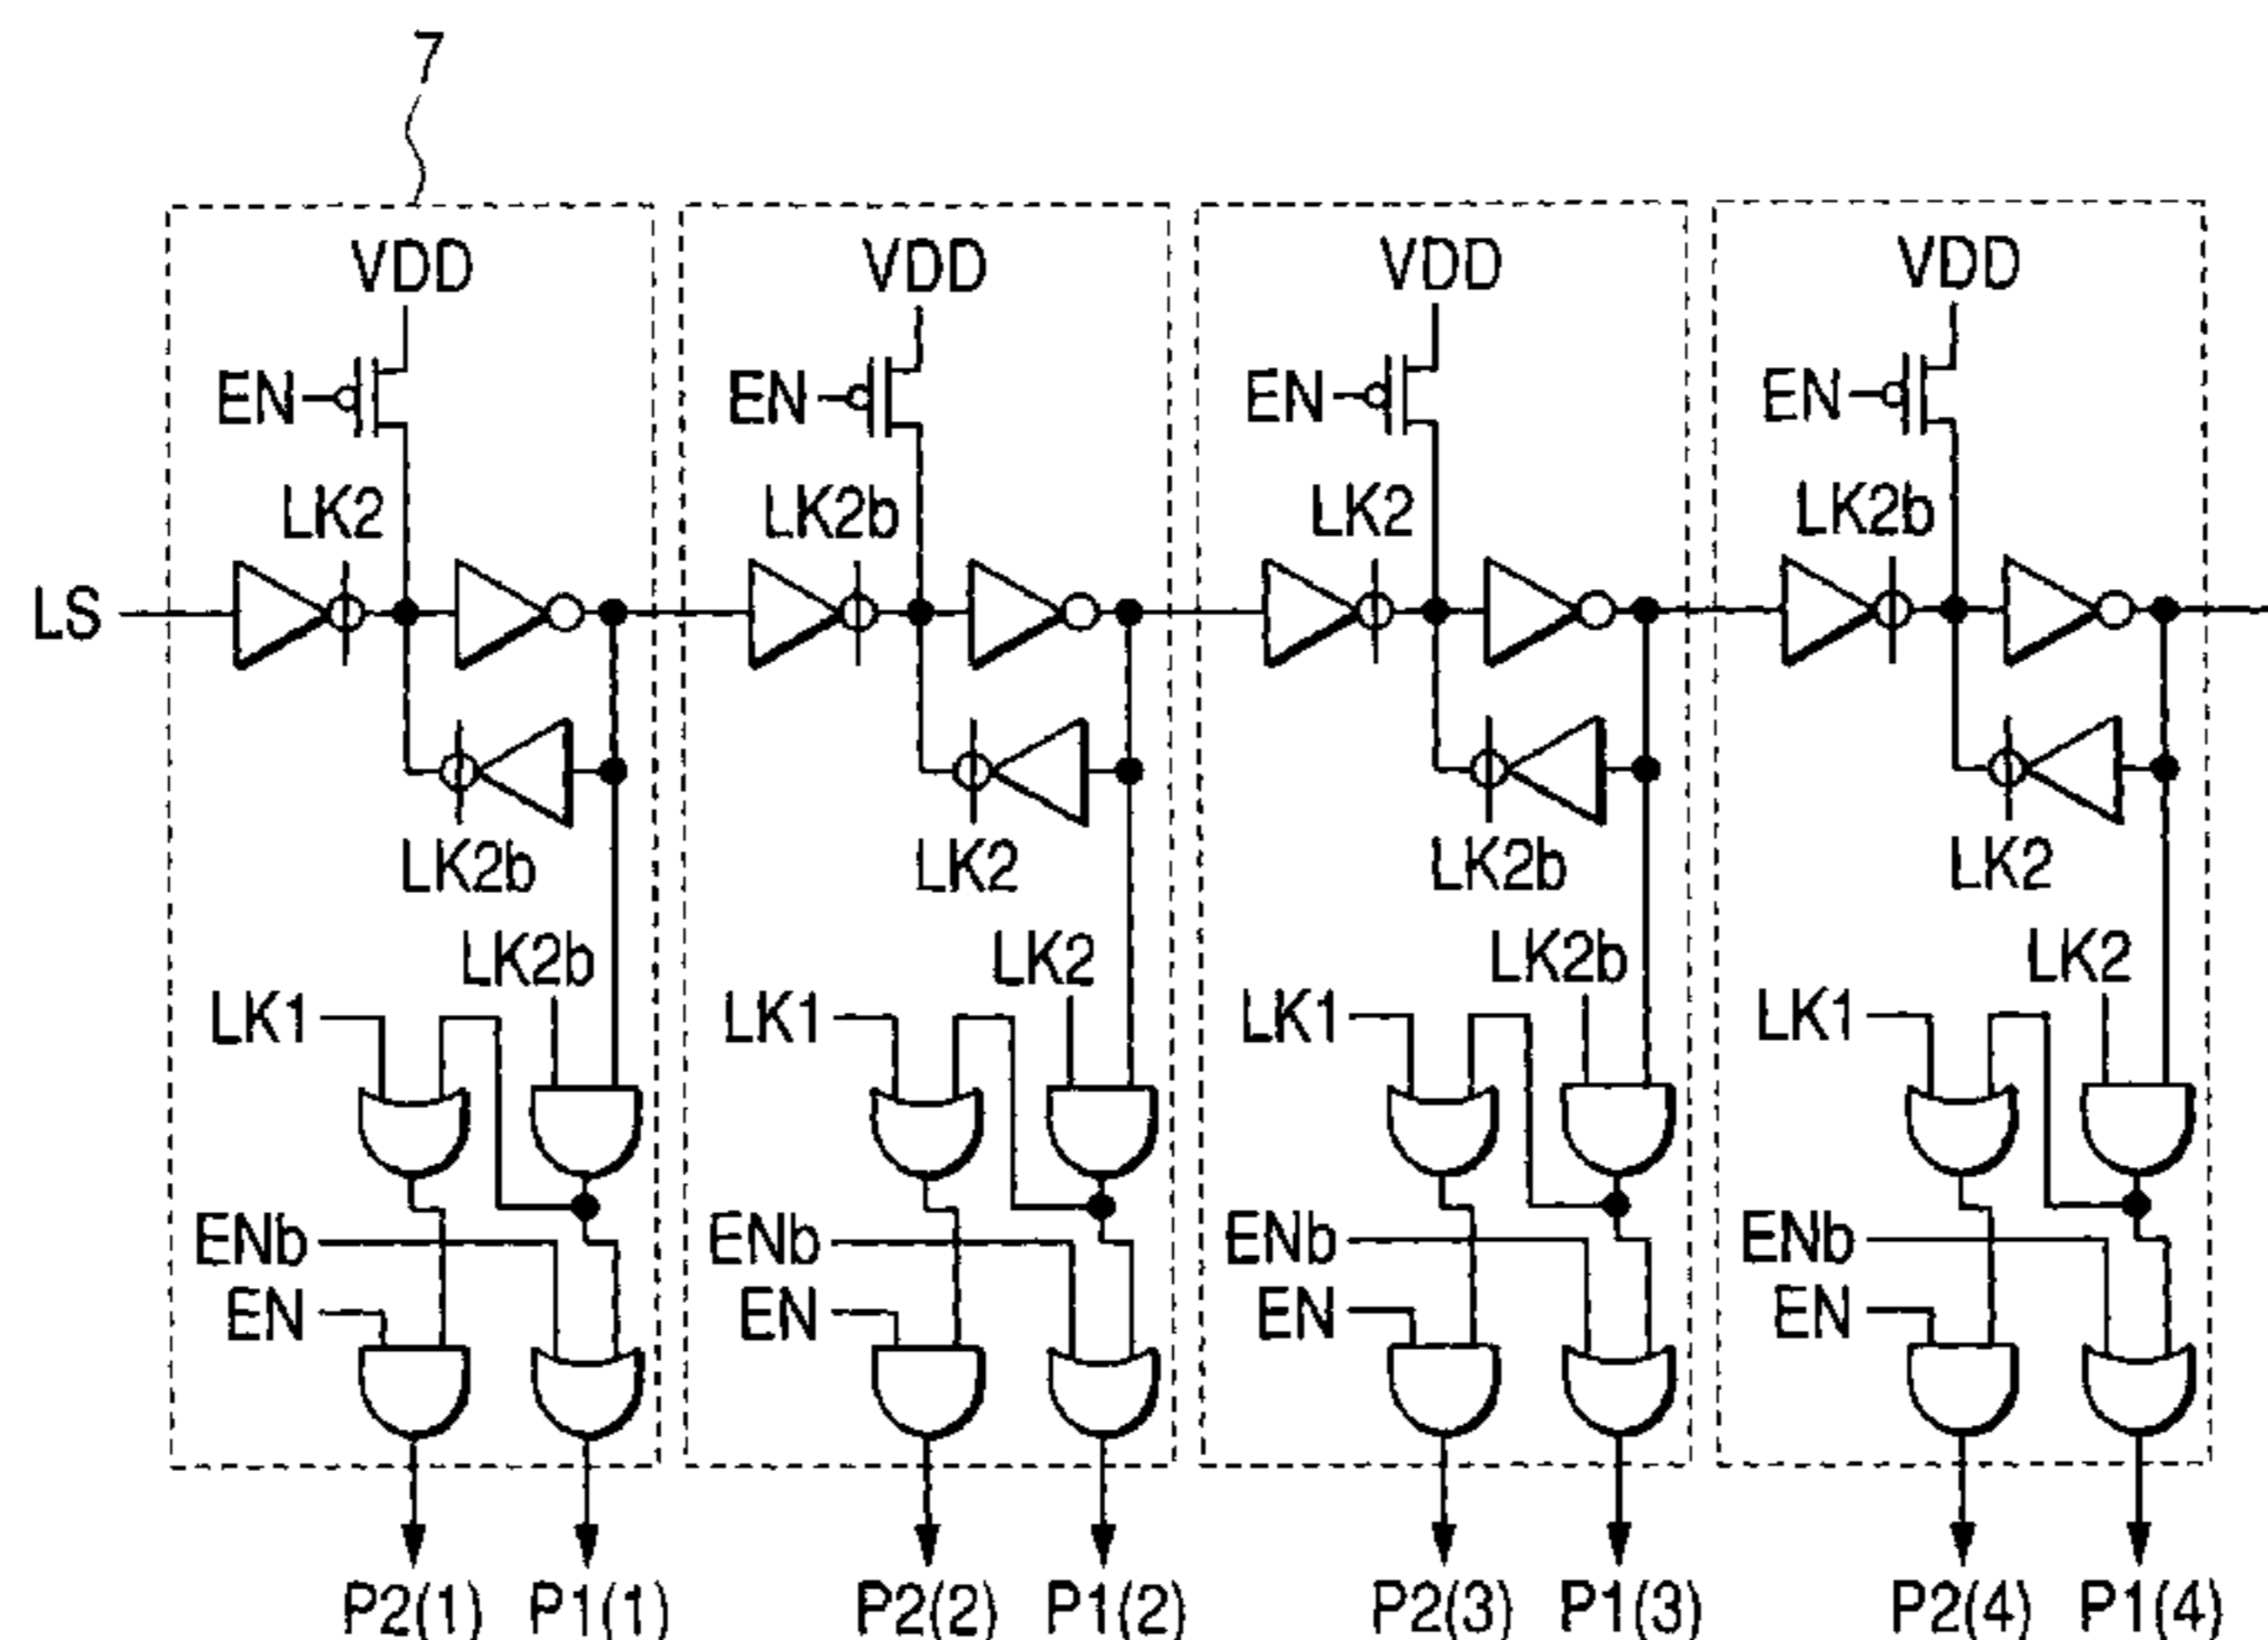 7
VDD VDD VDD VDD
EN EN EN EN
LK2 LK2b LK2 LK2b
LS
LK2b LK2 LK2b LK2
LK2b LK2 LK2b LK2
LK1 LK1 LK1 LK1
ENb ENb ENb ENb
EN EN EN EN
P2(1) P1(1) P2(2) P1(2) P2(3) P1(3) P2(4) P1(4)